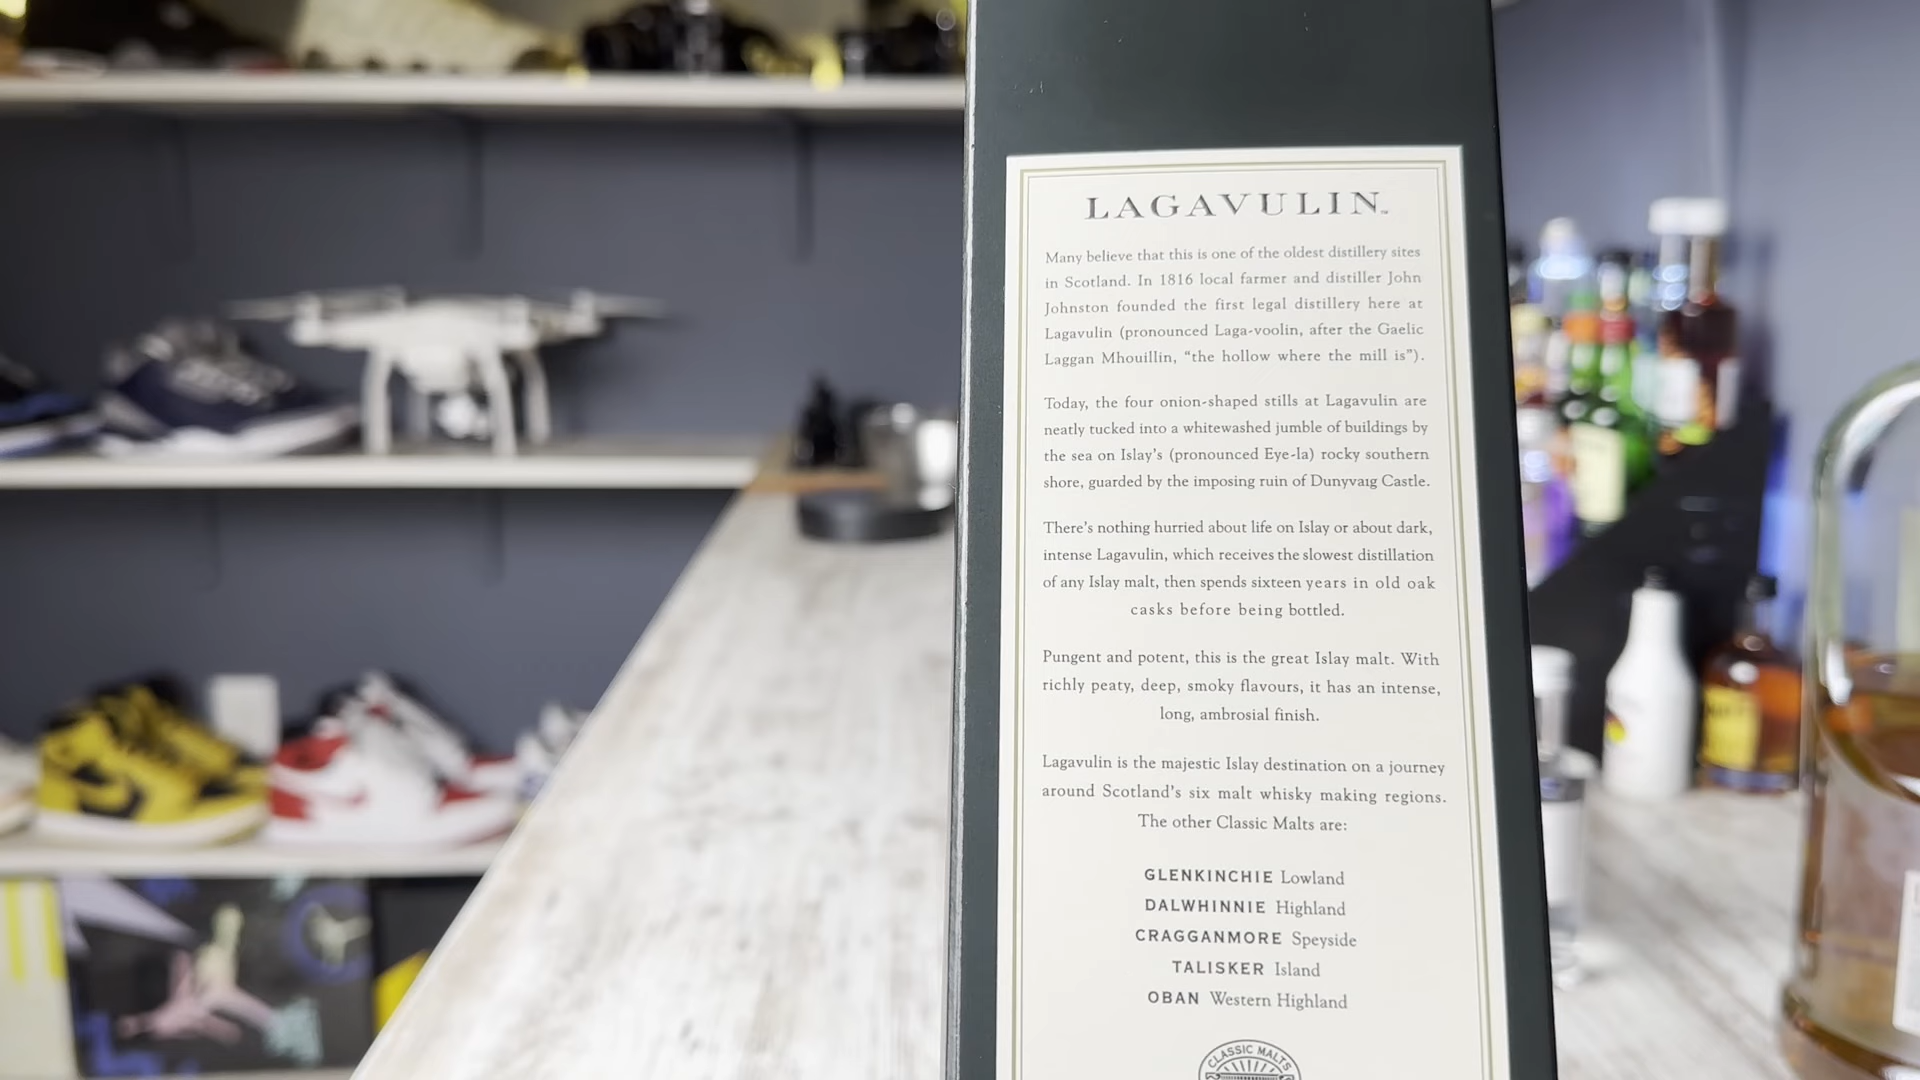 LAGAVULIN™
Many believe that this is one of the oldest distillery sites
in Scotland. In 1816 local farmer and distiller John
Johnston founded the first legal distillery here at
Lagavulin (pronounced Laga-voolin, after the Gaelic
Laggan Mhouillin, “the hollow where the mill is”).
Today, the four onion-shaped stills at Lagavulin are
neatly tucked into a whitewashed jumble of buildings by
the sea on Islay's (pronounced Eye-la) rocky southern
shore, guarded by the imposing ruin of Dunyvaig Castle.
There's nothing hurried about life on Islay or about dark,
intense Lagavulin, which receives the slowest distillation
of any Islay malt, then spends sixteen years in old oak
casks before being bottled.
Pungent and potent, this is the great Islay malt. With
richly peaty, deep, smoky flavours, it has an intense,
long, ambrosial finish.
Lagavulin is the majestic Islay destination on a journey
around Scotland's six malt whisky making regions.
The other Classic Malts are:
GLENKINCHIE Lowland
DALWHINNIE Highland
CRAGGANMORE Speyside
TALISKER Island
OBAN Western Highland
CLASSIC MALTS